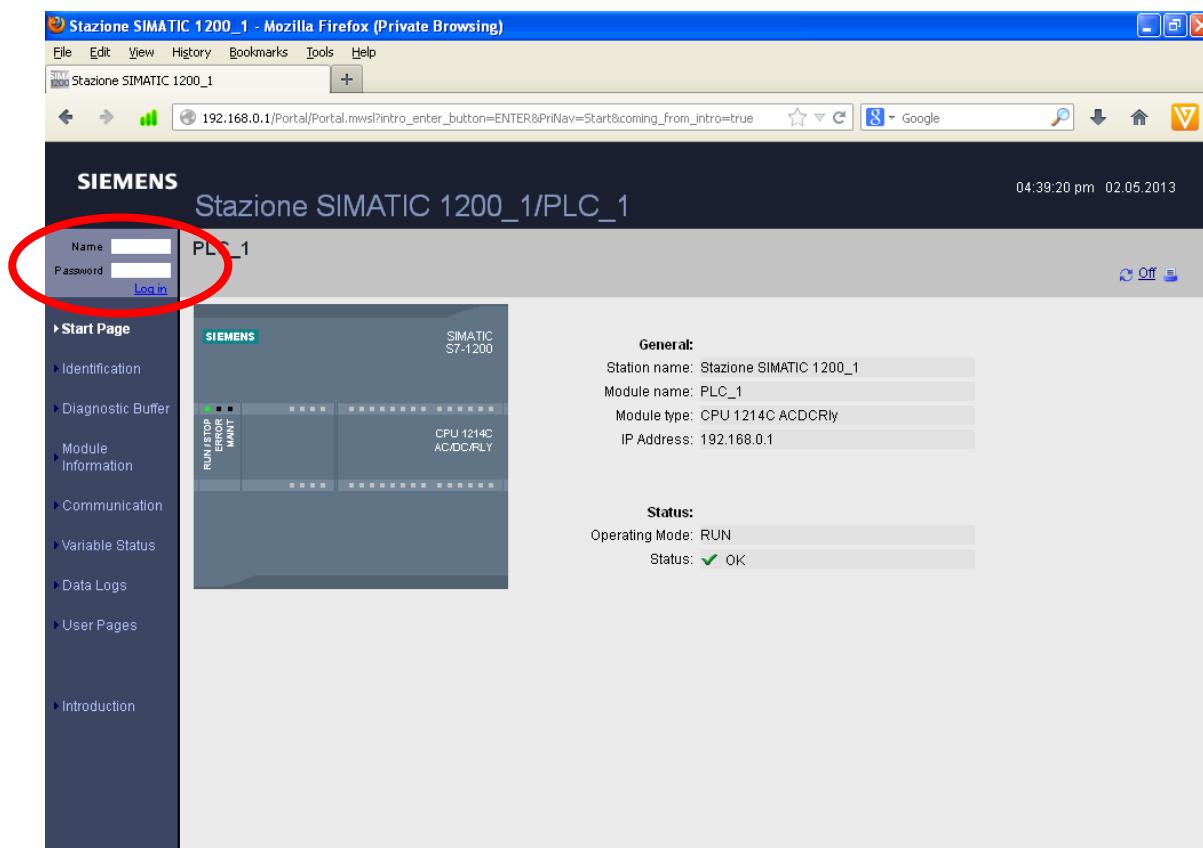 Stazione SIMATIC 1200_1 - Mozilla Firefox (Private Browsing)
File Edit View History Bookmarks Tools Help
Stazione SIMATIC 1200_1 +
192.168.0.1/Portal/Portal.mwsl?intro_enter_button=ENTER&PriNav=Start&coming_from_intro=true Google
SIEMENS
Stazione SIMATIC 1200_1/PLC_1
04:39:20 pm 02.05.2013
Name
Password
Log in
PLC_1
Off
Start Page
Identification
Diagnostic Buffer
Module
Information
Communication
Variable Status
Data Logs
User Pages
Introduction
SIEMENS
SIMATIC
S7-1200
RUN / STOP
ERROR
MAINT
CPU 1214C
AC/DC/RLY
General:
Station name: Stazione SIMATIC 1200_1
Module name: PLC_1
Module type: CPU 1214C ACDCRly
IP Address: 192.168.0.1
Status:
Operating Mode: RUN
Status: OK